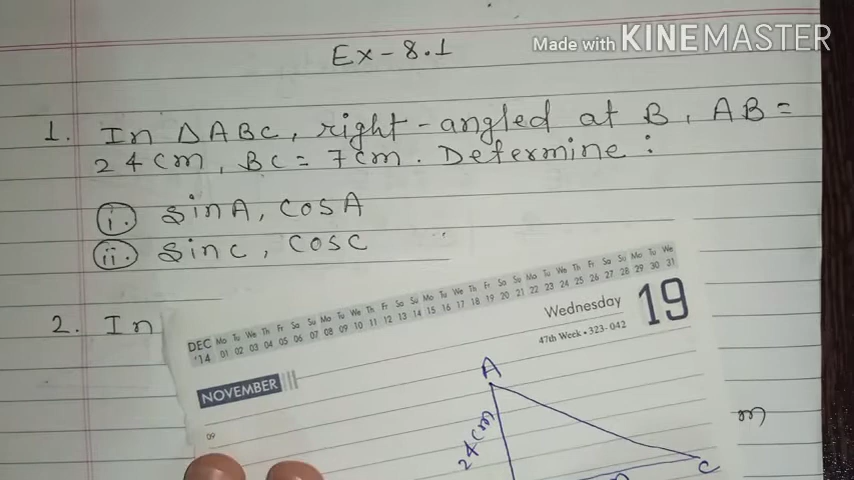 Made with KINEMASTER
Ex-8.1
1. In ΔABC, right-angled at B, AB =
24cm, BC = 7cm. Determine :
i. sinA, cosA
ii. sinc, cosc
2. In
DEC Mo Tu We Th Fr Sa Su Mo Tu We Th Fr Sa Su Mo Tu We Th Fr Sa Su Mo Tu We Th Fr Sa Su Mo Tu We
'14 01 02 03 04 05 06 07 08 09 10 11 12 13 14 15 16 17 18 19 20 21 22 23 24 25 26 27 28 29 30 31
Wednesday 19
47th Week • 323-042
NOVEMBER
09
A
24cm
C
m